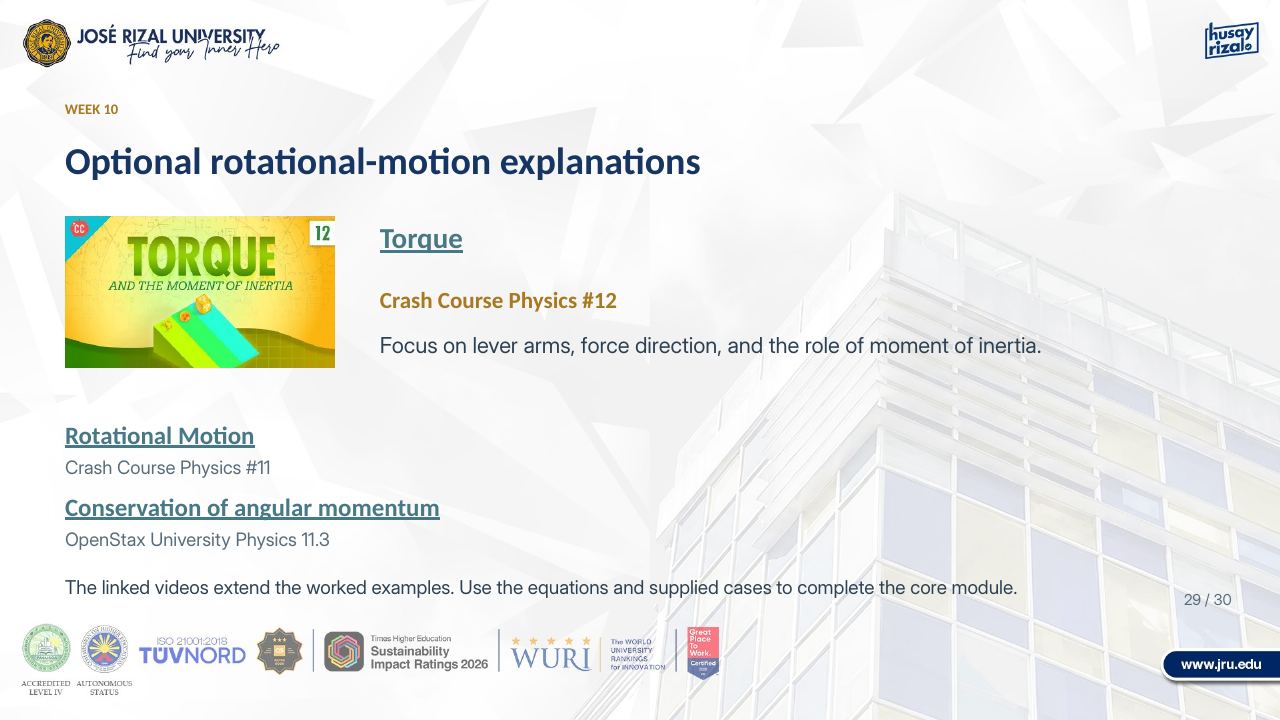 JOSÉ RIZAL UNIVERSITY
Find your Inner Hero
husay
rizal
WEEK 10
Optional rotational-motion explanations
CC
12
TORQUE
AND THE MOMENT OF INERTIA
Torque
Crash Course Physics #12
Focus on lever arms, force direction, and the role of moment of inertia.
Rotational Motion
Crash Course Physics #11
Conservation of angular momentum
OpenStax University Physics 11.3
The linked videos extend the worked examples. Use the equations and supplied cases to complete the core module.
29 / 30
ACCREDITED
LEVEL IV
AUTONOMOUS
STATUS
ISO 21001:2018
TÜVNORD
Times Higher Education
Sustainability
Impact Ratings 2026
WURI
The WORLD
UNIVERSITY
RANKINGS
for INNOVATION
Great
Place
To
Work.
Certified
www.jru.edu